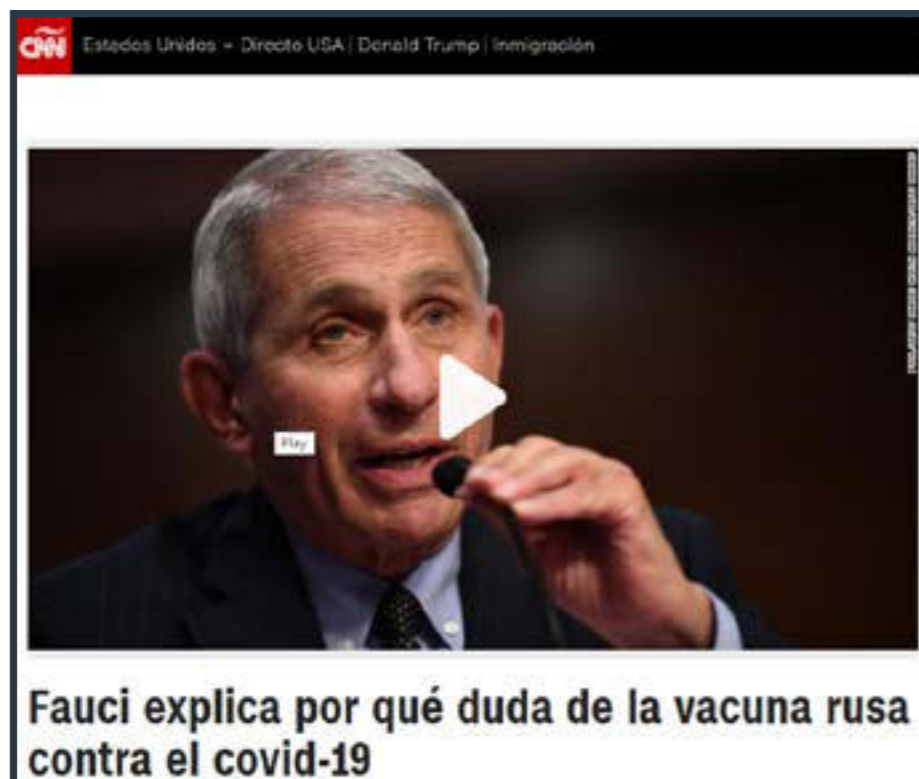 CNN Estados Unidos – Directo USA | Donald Trump | Inmigración
Play
Fauci explica por qué duda de la vacuna rusa
contra el covid-19